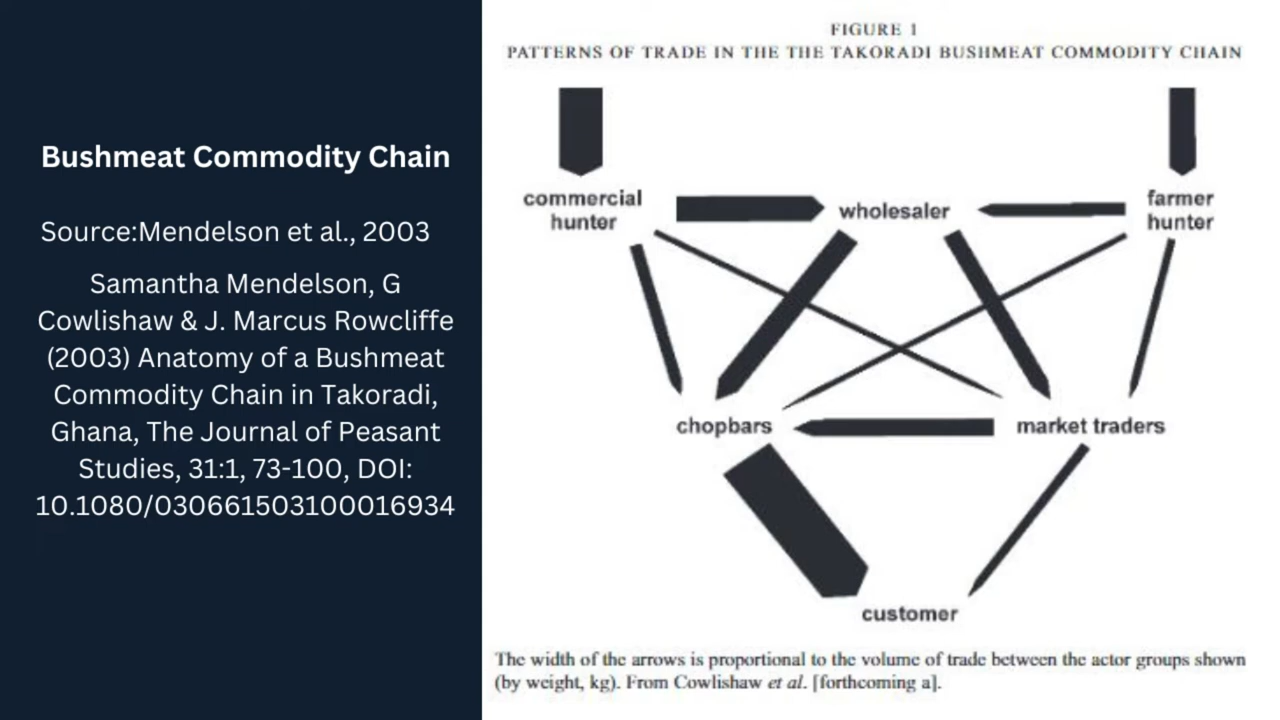 Bushmeat Commodity Chain
Source:Mendelson et al., 2003
Samantha Mendelson, G
Cowlishaw & J. Marcus Rowcliffe
(2003) Anatomy of a Bushmeat
Commodity Chain in Takoradi,
Ghana, The Journal of Peasant
Studies, 31:1, 73-100, DOI:
10.1080/030661503100016934
FIGURE 1
PATTERNS OF TRADE IN THE THE TAKORADI BUSHMEAT COMMODITY CHAIN
commercial
hunter
wholesaler
farmer
hunter
chopbars
market traders
customer
The width of the arrows is proportional to the volume of trade between the actor groups shown
(by weight, kg). From Cowlishaw et al. [forthcoming a].